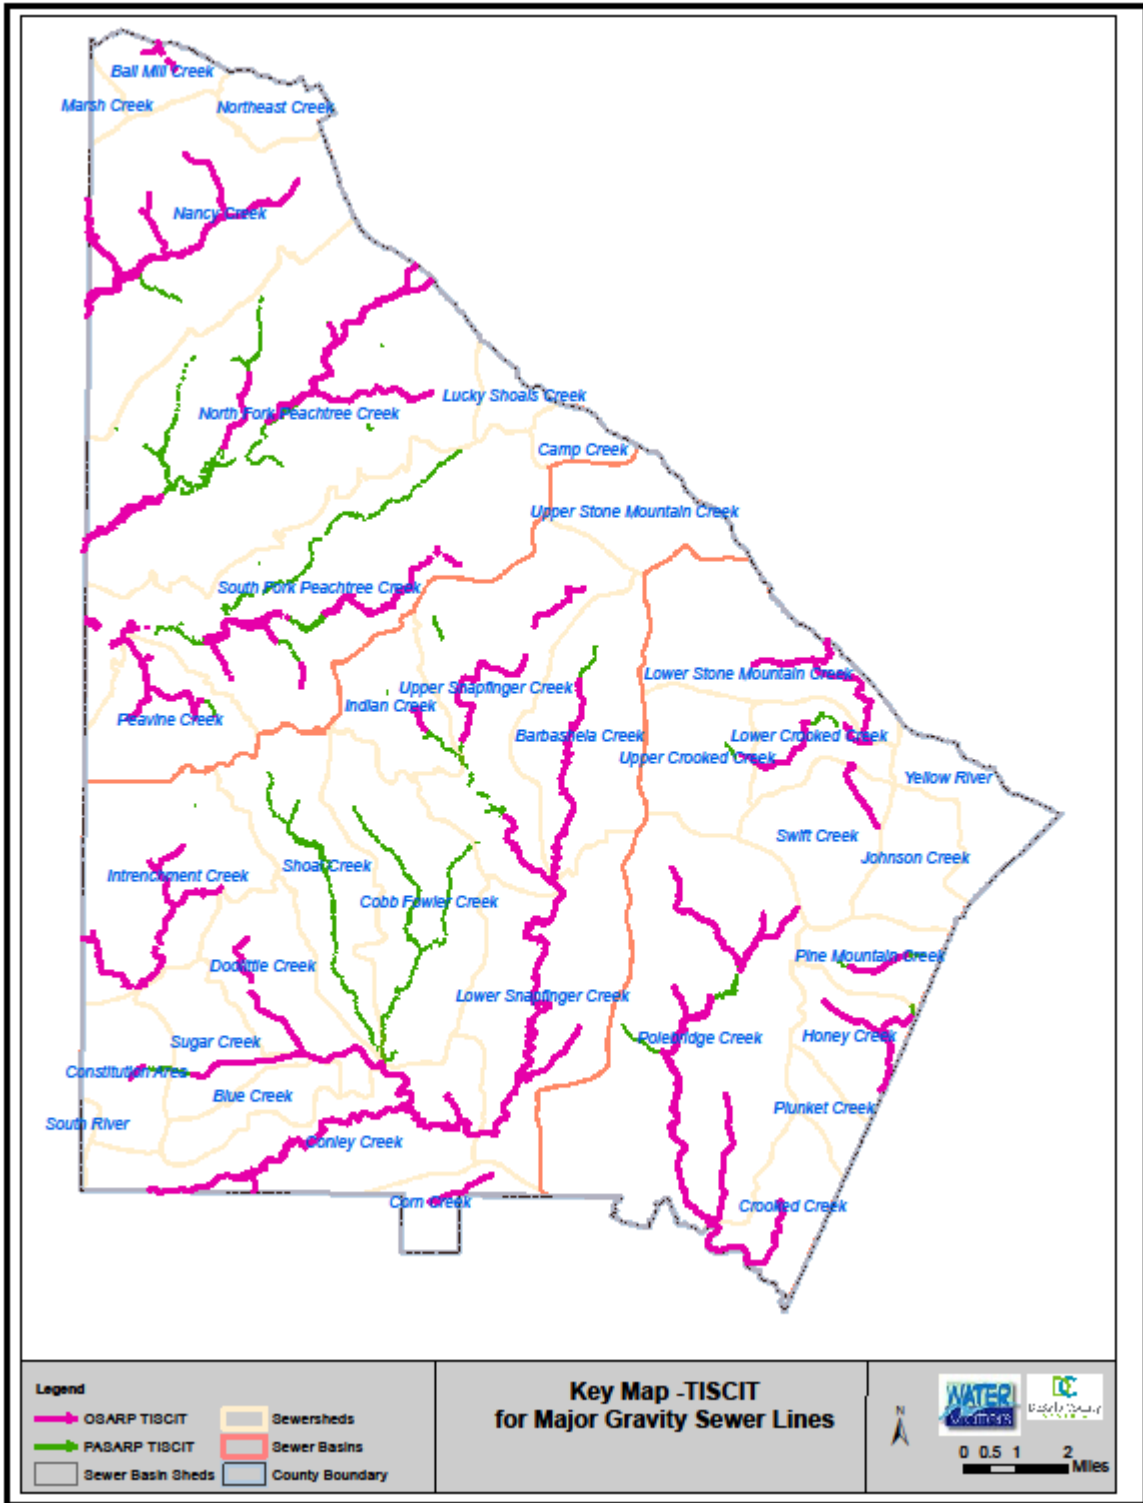 Ball Mill Creek
Marsh Creek
Northeast Creek
Nancy Creek
Lucky Shoals Creek
North Fork Peachtree Creek
Camp Creek
Upper Stone Mountain Creek
South Fork Peachtree Creek
Lower Stone Mountain Creek
Upper Snapfinger Creek
Indian Creek
Peavine Creek
Barbashela Creek
Lower Crooked Creek
Upper Crooked Creek
Yellow River
Swift Creek
Johnson Creek
Shoal Creek
Intrenchment Creek
Cobb Fowler Creek
Pine Mountain Creek
Doolittle Creek
Lower Snapfinger Creek
Polebridge Creek
Honey Creek
Sugar Creek
Constitution Area
Blue Creek
Plunket Creek
South River
Conley Creek
Corn Creek
Crooked Creek
Legend
OSARP TISCIT
Sewersheds
PASARP TISCIT
Sewer Basins
Sewer Basin Sheds
County Boundary
Key Map -TISCIT
for Major Gravity Sewer Lines
N
WATER
DC
DeKalb County
0 0.5 1 2
Miles